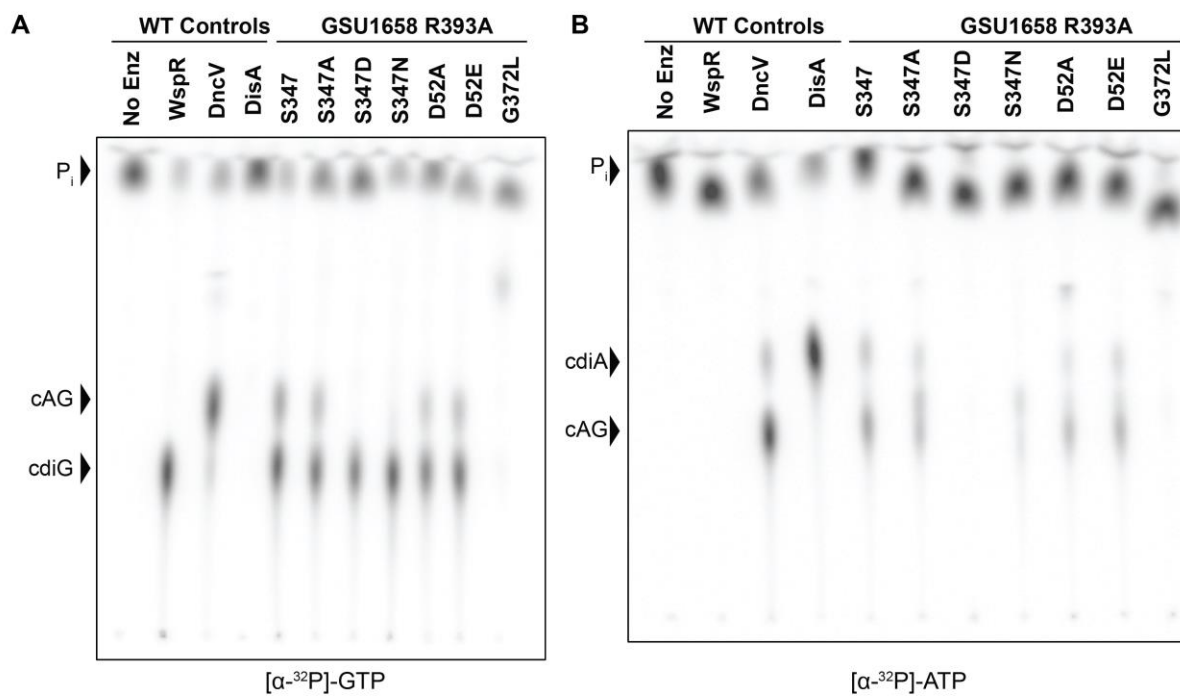 A
WT Controls GSU1658 R393A
No Enz WspR DncV DisA S347 S347A S347D S347N D52A D52E G372L
Pi
cAG
cdiG
[α-³²P]-GTP
B
WT Controls GSU1658 R393A
No Enz WspR DncV DisA S347 S347A S347D S347N D52A D52E G372L
Pi
cdiA
cAG
[α-³²P]-ATP